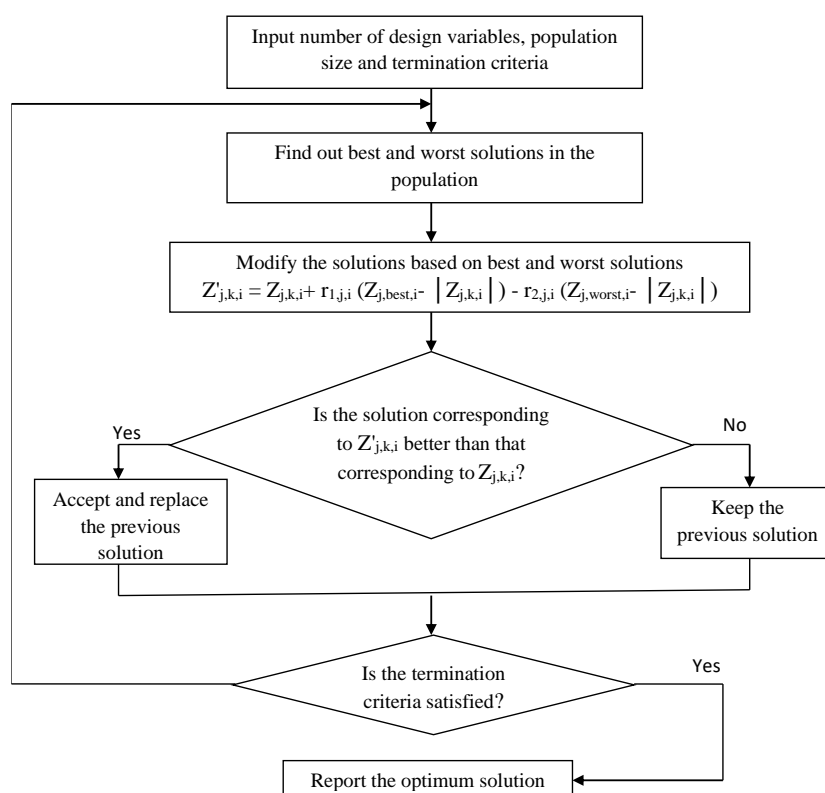 Input number of design variables, population
size and termination criteria
Find out best and worst solutions in the
population
Modify the solutions based on best and worst solutions
Z'j,k,i = Zj,k,i+ r1,j,i (Zj,best,i- |Zj,k,i|) - r2,j,i (Zj,worst,i- |Zj,k,i|)
Is the solution corresponding
to Z'j,k,i better than that
corresponding to Zj,k,i?
Yes
No
Accept and replace
the previous
solution
Keep the
previous solution
Is the termination
criteria satisfied?
Yes
Report the optimum solution